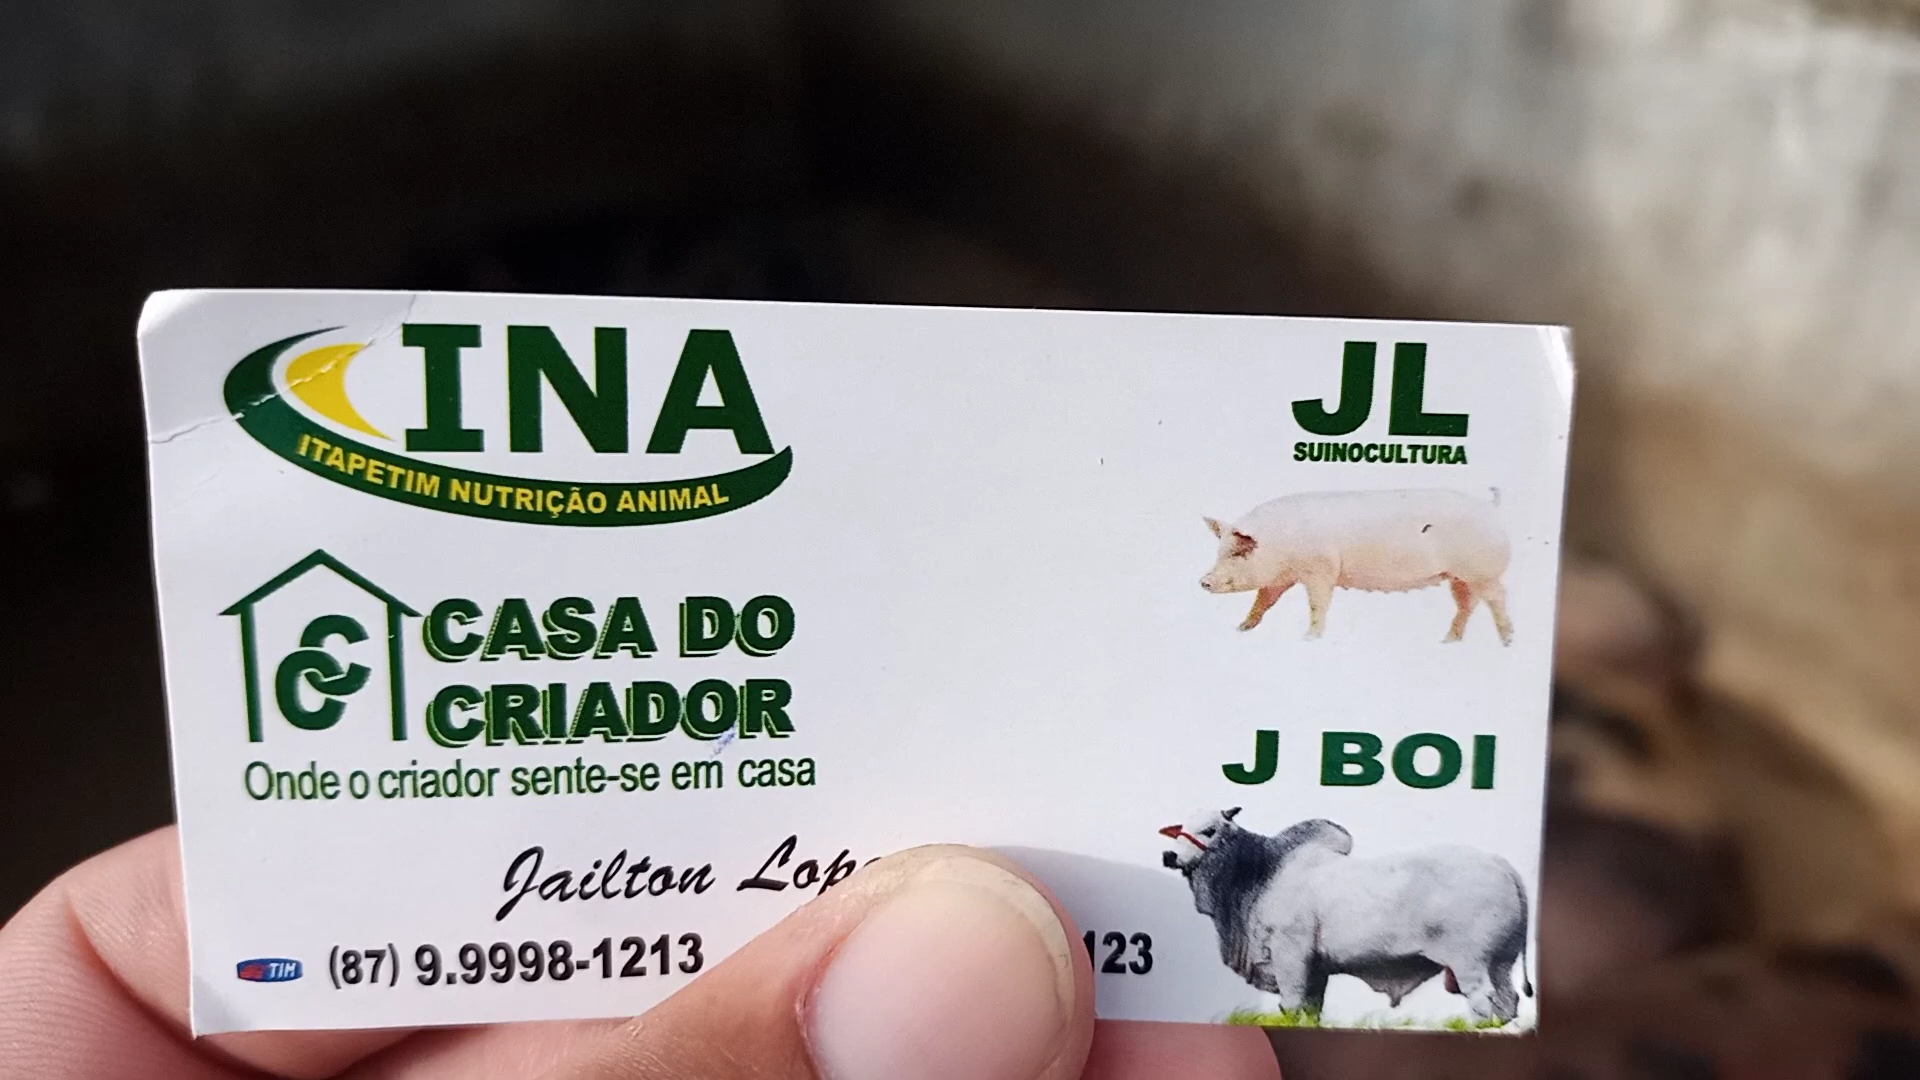 INA
ITAPETIM NUTRIÇÃO ANIMAL
CC
CASA DO
CRIADOR
Onde o criador sente-se em casa
Jailton
TIM (87) 9.9998-1213
123
JL
SUINOCULTURA
J BOI